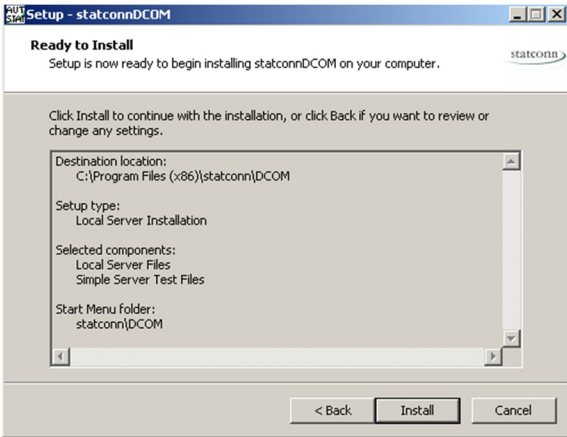 AUT
STAT
Setup - statconnDCOM
Ready to Install
Setup is now ready to begin installing statconnDCOM on your computer.
statconn
Click Install to continue with the installation, or click Back if you want to review or
change any settings.
Destination location:
C:\Program Files (x86)\statconn\DCOM
Setup type:
Local Server Installation
Selected components:
Local Server Files
Simple Server Test Files
Start Menu folder:
statconn\DCOM
< Back
Install
Cancel